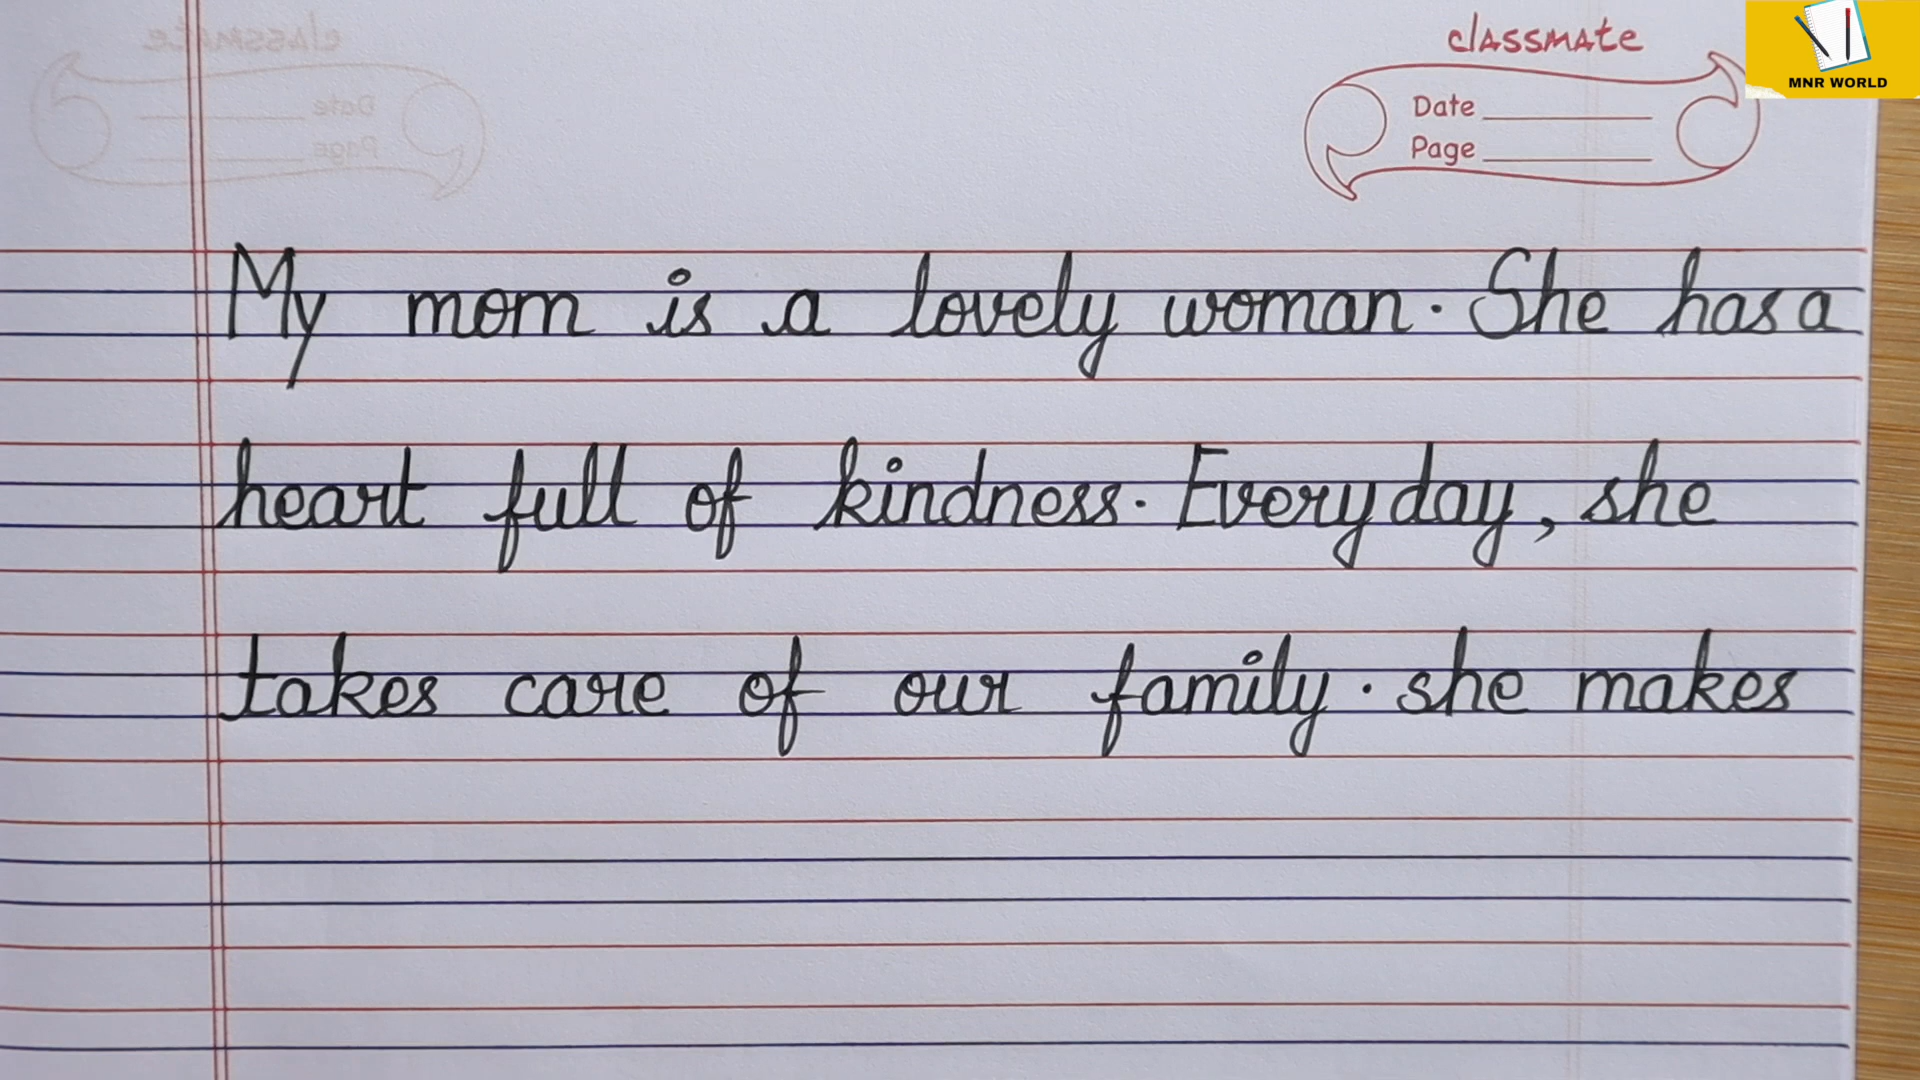 classmate
MNR WORLD
Date
Page
My mom is a lovely woman. She has a
heart full of kindness. Everyday, she
takes care of our family. she makes